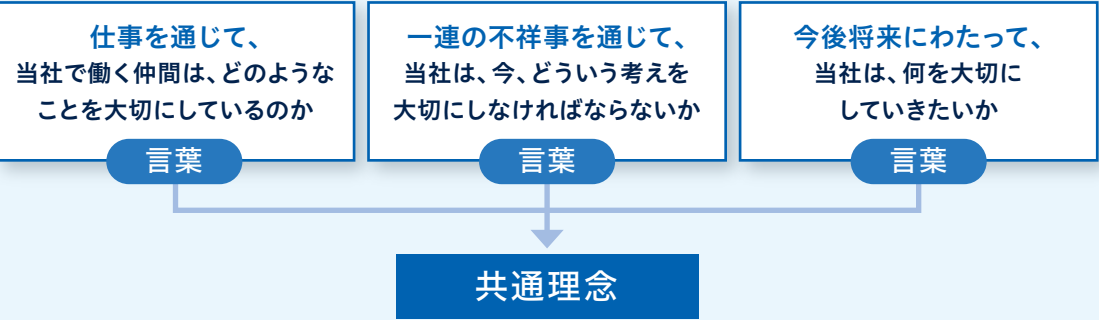 仕事を通じて、
当社で働く仲間は、どのような
ことを大切にしているのか
言葉
一連の不祥事を通じて、
当社は、今、どういう考えを
大切にしなければならないか
言葉
今後将来にわたって、
当社は、何を大切に
していきたいか
言葉
共通理念